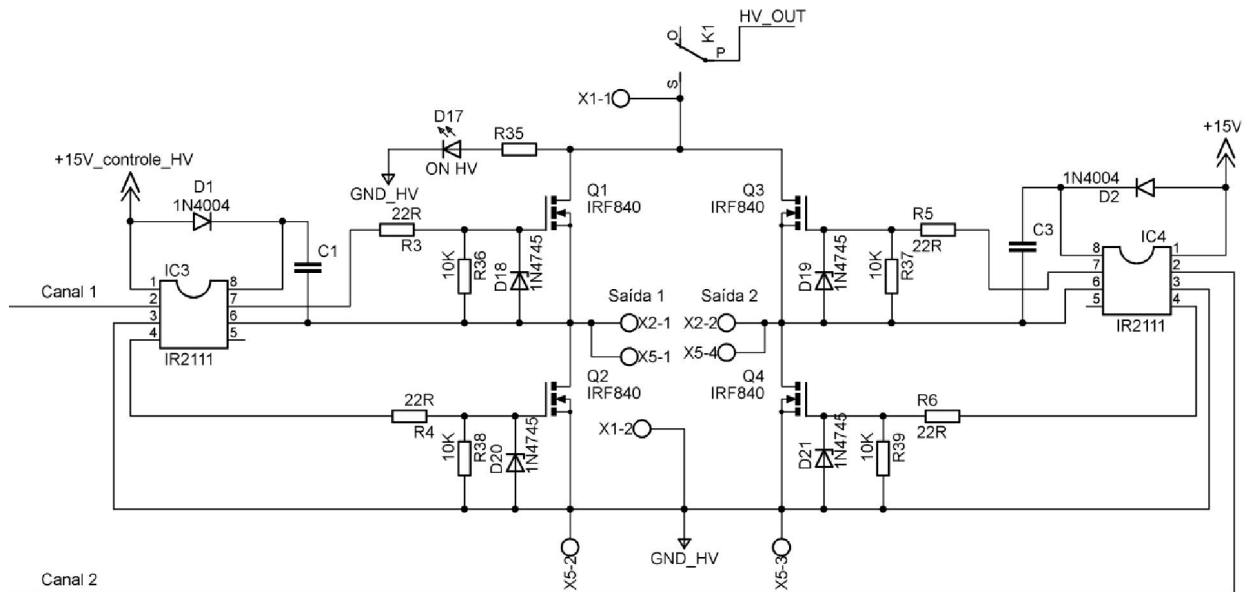 HV_OUT
O
K1
P
S
X1-1
D17
R35
ON HV
GND_HV
+15V_controle_HV
+15V
D1
1N4004
1N4004
D2
Q1
IRF840
Q3
IRF840
22R
R3
R5
22R
C1
C3
10K
R36
D18
1N4745
D19
1N4745
10K
R37
IC3
1
2
3
4
8
7
6
5
IR2111
IC4
8
7
6
5
1
2
3
4
IR2111
Canal 1
Saída 1
Saída 2
X2-1
X2-2
X5-1
X5-4
Q2
IRF840
Q4
IRF840
22R
R4
R6
22R
10K
R38
D20
1N4745
X1-2
D21
1N4745
10K
R39
X5-2
GND_HV
X5-3
Canal 2